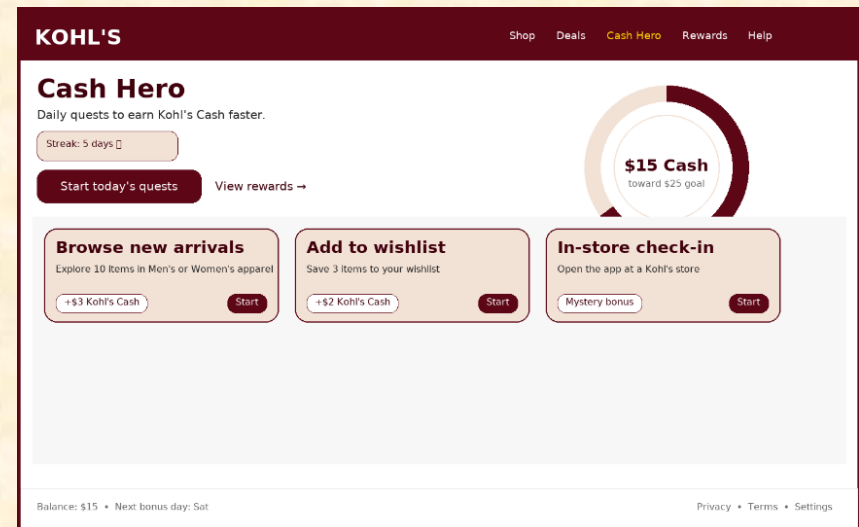 KOHL'S
Shop Deals Cash Hero Rewards Help
Cash Hero
Daily quests to earn Kohl's Cash faster.
Streak: 5 days
Start today's quests
View rewards →
$15 Cash
toward $25 goal
Browse new arrivals
Explore 10 items in Men's or Women's apparel
+$3 Kohl's Cash
Start
Add to wishlist
Save 3 items to your wishlist
+$2 Kohl's Cash
Start
In-store check-in
Open the app at a Kohl's store
Mystery bonus
Start
Balance: $15 • Next bonus day: Sat
Privacy • Terms • Settings